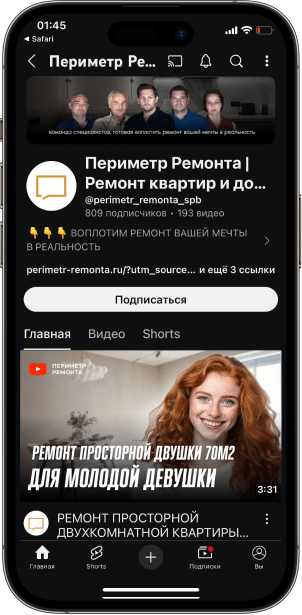 01:45
Safari
Периметр Ре...
команда специалистов, готовая воплотить ремонт вашей мечты в реальность
Периметр Ремонта |
Ремонт квартир и до...
@perimetr_remonta_spb
809 подписчиков • 193 видео
👇👇👇 ВОПЛОТИМ РЕМОНТ ВАШЕЙ МЕЧТЫ
В РЕАЛЬНОСТЬ
perimetr-remonta.ru/?utm_source... и ещё 3 ссылки
Подписаться
Главная Видео Shorts
ПЕРИМЕТР
РЕМОНТА
РЕМОНТ ПРОСТОРНОЙ ДВУШКИ 70М2
ДЛЯ МОЛОДОЙ ДЕВУШКИ
3:31
РЕМОНТ ПРОСТОРНОЙ
ДВУХКОМНАТНОЙ КВАРТИРЫ...
Главная Shorts Подписки Вы